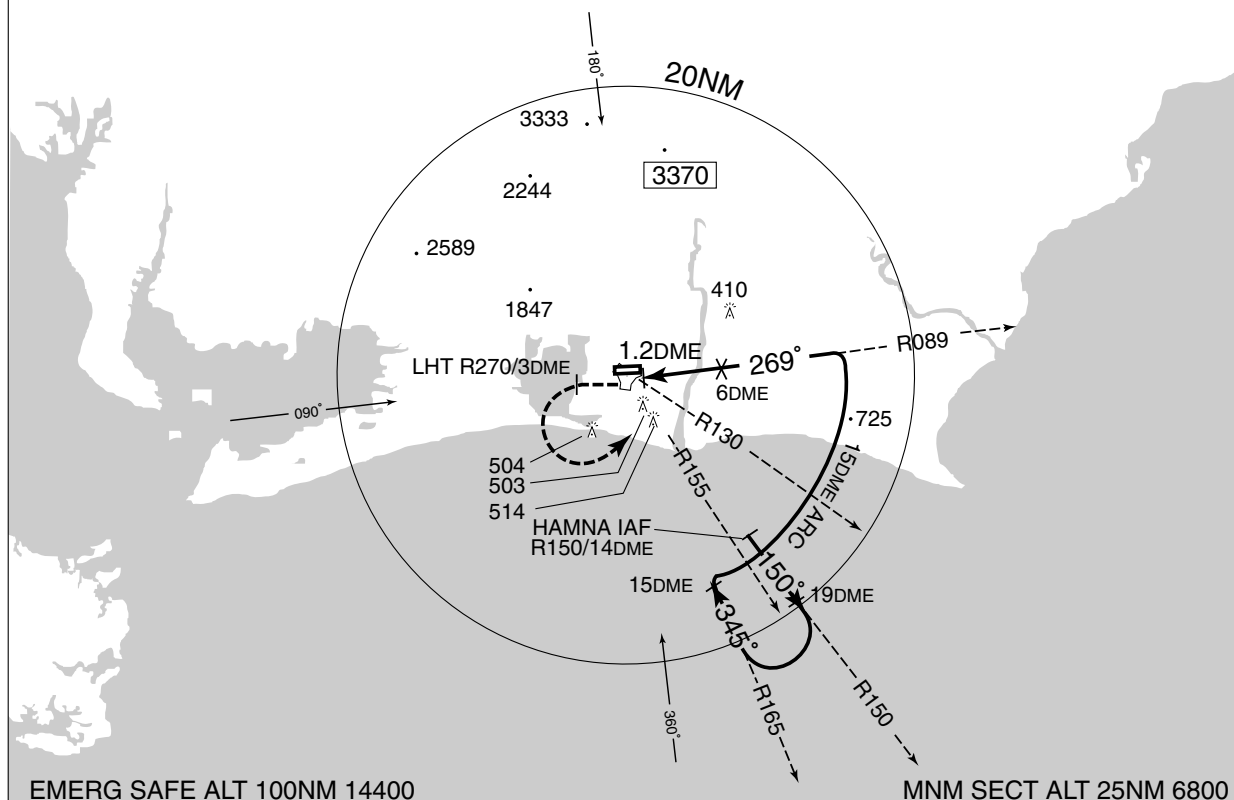 180°
20NM
3333
3370
2244
2589
410
1847
1.2DME
R089
LHT R270/3DME
269°
6DME
090°
R130
725
R155
15DME ARC
504
503
514
HAMNA IAF
R150/14DME
150°
15DME
19DME
345°
R165
R150
360°
EMERG SAFE ALT 100NM 14400
MNM SECT ALT 25NM 6800